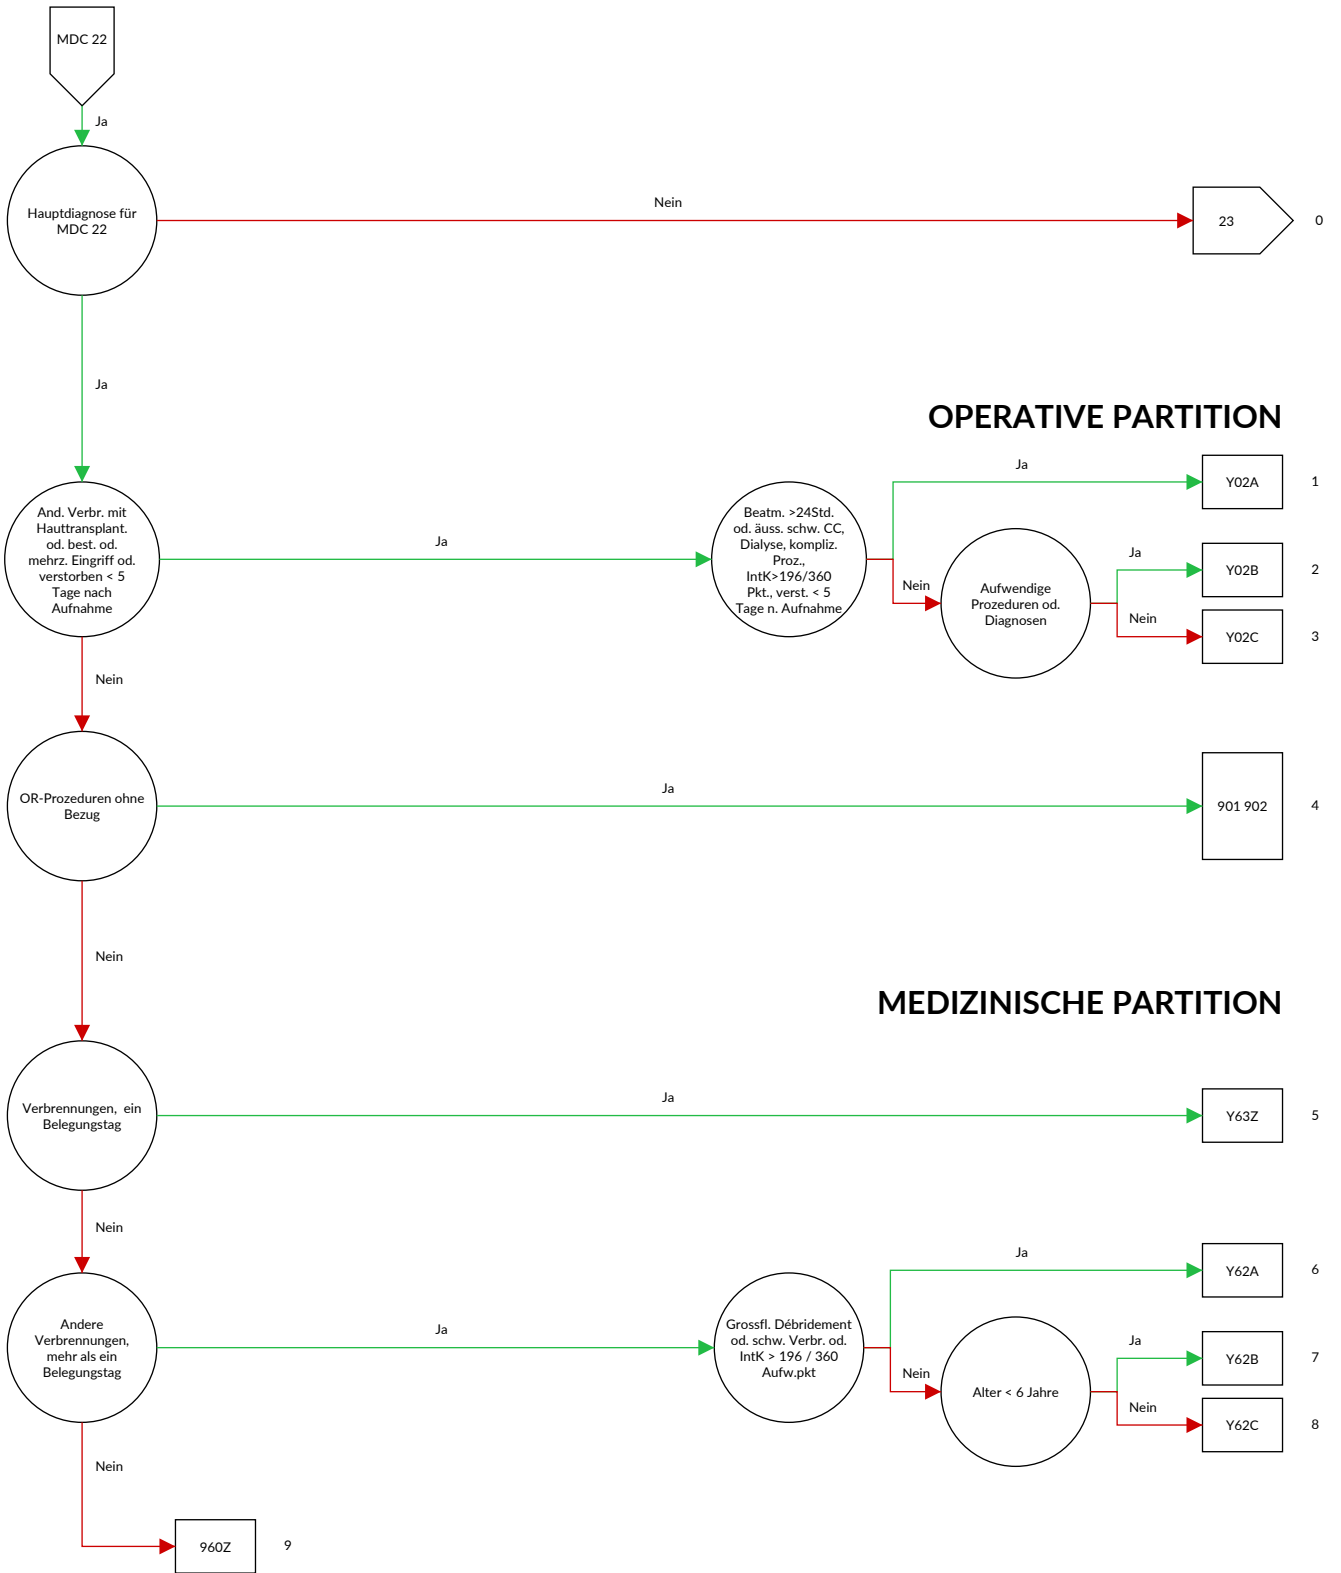 MDC 22
Ja
Hauptdiagnose für
MDC 22
Nein
23
0
Ja
OPERATIVE PARTITION
And. Verbr. mit
Hauttransplant.
od. best. od.
mehrz. Eingriff od.
verstorben < 5
Tage nach
Aufnahme
Ja
Beatm. >24Std.
od. äuss. schw. CC,
Dialyse, kompliz.
Proz.,
IntK>196/360
Pkt., verst. < 5
Tage n. Aufnahme
Ja
Y02A
1
Nein
Aufwendige
Prozeduren od.
Diagnosen
Ja
Y02B
2
Nein
Y02C
3
Nein
OR-Prozeduren ohne
Bezug
Ja
901 902
4
Nein
MEDIZINISCHE PARTITION
Verbrennungen, ein
Belegungstag
Ja
Y63Z
5
Nein
Andere
Verbrennungen,
mehr als ein
Belegungstag
Ja
Grossfl. Débridement
od. schw. Verbr. od.
IntK > 196 / 360
Aufw.pkt
Ja
Y62A
6
Nein
Alter < 6 Jahre
Ja
Y62B
7
Nein
Y62C
8
Nein
960Z
9